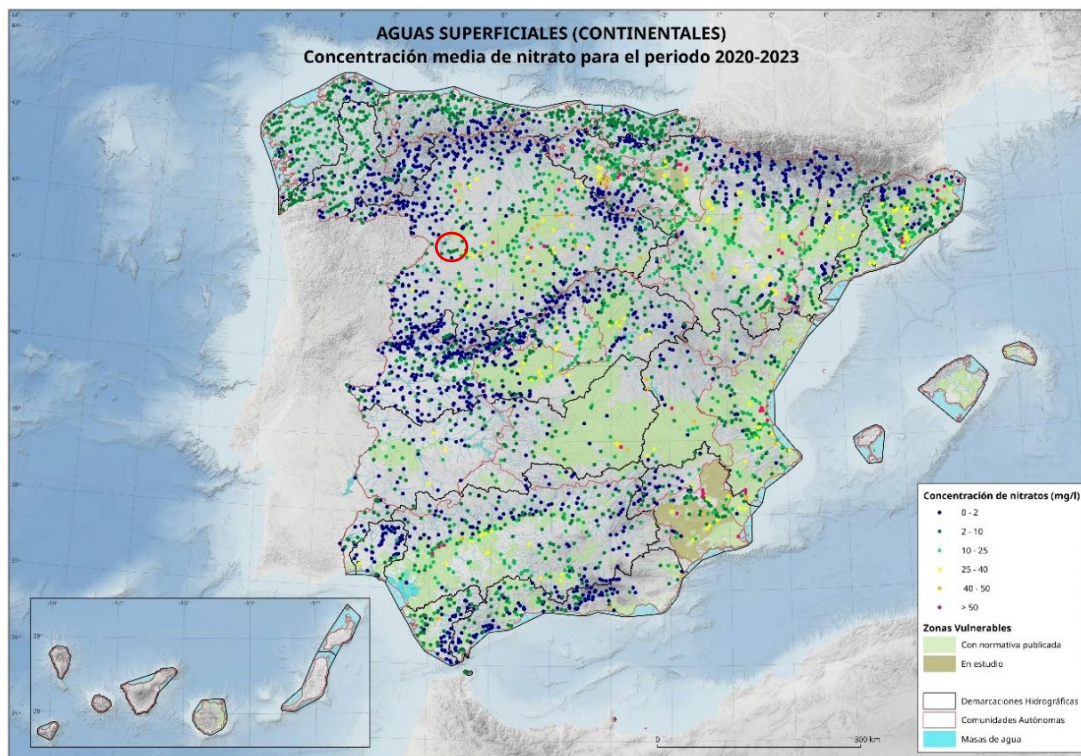 AGUAS SUPERFICIALES (CONTINENTALES)
Concentración media de nitrato para el periodo 2020-2023
Concentración de nitratos (mg/l)
0 - 2
2 - 10
10 - 25
25 - 40
40 - 50
> 50
Zonas Vulnerables
Con normativa publicada
En estudio
Demarcaciones Hidrográficas
Comunidades Autónomas
Masas de agua
0 300 km